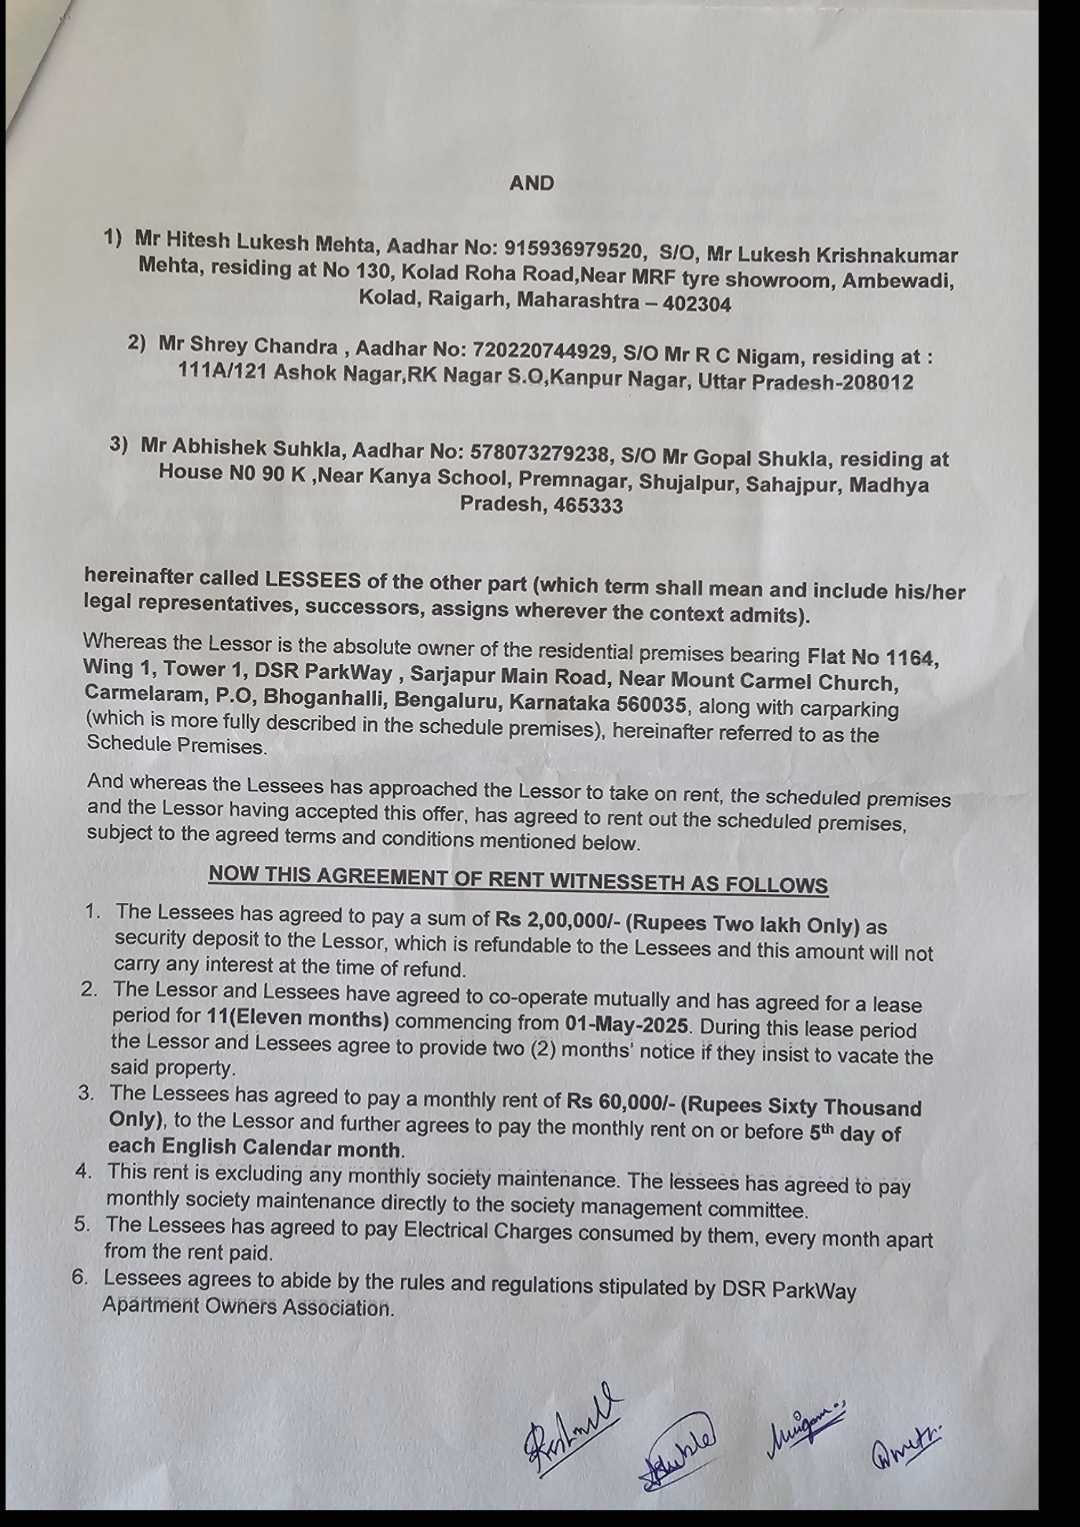 AND
1) Mr Hitesh Lukesh Mehta, Aadhar No: 915936979520, S/O, Mr Lukesh Krishnakumar
Mehta, residing at No 130, Kolad Roha Road,Near MRF tyre showroom, Ambewadi,
Kolad, Raigarh, Maharashtra – 402304
2) Mr Shrey Chandra , Aadhar No: 720220744929, S/O Mr R C Nigam, residing at :
111A/121 Ashok Nagar,RK Nagar S.O,Kanpur Nagar, Uttar Pradesh-208012
3) Mr Abhishek Suhkla, Aadhar No: 578073279238, S/O Mr Gopal Shukla, residing at
House N0 90 K ,Near Kanya School, Premnagar, Shujalpur, Sahajpur, Madhya
Pradesh, 465333
hereinafter called LESSEES of the other part (which term shall mean and include his/her
legal representatives, successors, assigns wherever the context admits).
Whereas the Lessor is the absolute owner of the residential premises bearing Flat No 1164,
Wing 1, Tower 1, DSR ParkWay , Sarjapur Main Road, Near Mount Carmel Church,
Carmelaram, P.O, Bhoganhalli, Bengaluru, Karnataka 560035, along with carparking
(which is more fully described in the schedule premises), hereinafter referred to as the
Schedule Premises.
And whereas the Lessees has approached the Lessor to take on rent, the scheduled premises
and the Lessor having accepted this offer, has agreed to rent out the scheduled premises,
subject to the agreed terms and conditions mentioned below.
NOW THIS AGREEMENT OF RENT WITNESSETH AS FOLLOWS
1. The Lessees has agreed to pay a sum of Rs 2,00,000/- (Rupees Two lakh Only) as
security deposit to the Lessor, which is refundable to the Lessees and this amount will not
carry any interest at the time of refund.
2. The Lessor and Lessees have agreed to co-operate mutually and has agreed for a lease
period for 11(Eleven months) commencing from 01-May-2025. During this lease period
the Lessor and Lessees agree to provide two (2) months' notice if they insist to vacate the
said property.
3. The Lessees has agreed to pay a monthly rent of Rs 60,000/- (Rupees Sixty Thousand
Only), to the Lessor and further agrees to pay the monthly rent on or before 5th day of
each English Calendar month.
4. This rent is excluding any monthly society maintenance. The lessees has agreed to pay
monthly society maintenance directly to the society management committee.
5. The Lessees has agreed to pay Electrical Charges consumed by them, every month apart
from the rent paid.
6. Lessees agrees to abide by the rules and regulations stipulated by DSR ParkWay
Apartment Owners Association.